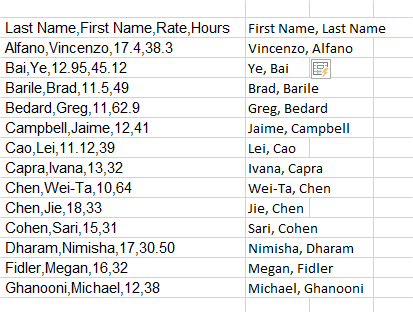 Last Name,First Name,Rate,Hours First Name, Last Name
Alfano,Vincenzo,17.4,38.3 Vincenzo, Alfano
Bai,Ye,12.95,45.12 Ye, Bai
Barile,Brad,11.5,49 Brad, Barile
Bedard,Greg,11,62.9 Greg, Bedard
Campbell,Jaime,12,41 Jaime, Campbell
Cao,Lei,11.12,39 Lei, Cao
Capra,Ivana,13,32 Ivana, Capra
Chen,Wei-Ta,10,64 Wei-Ta, Chen
Chen,Jie,18,33 Jie, Chen
Cohen,Sari,15,31 Sari, Cohen
Dharam,Nimisha,17,30.50 Nimisha, Dharam
Fidler,Megan,16,32 Megan, Fidler
Ghanooni,Michael,12,38 Michael, Ghanooni